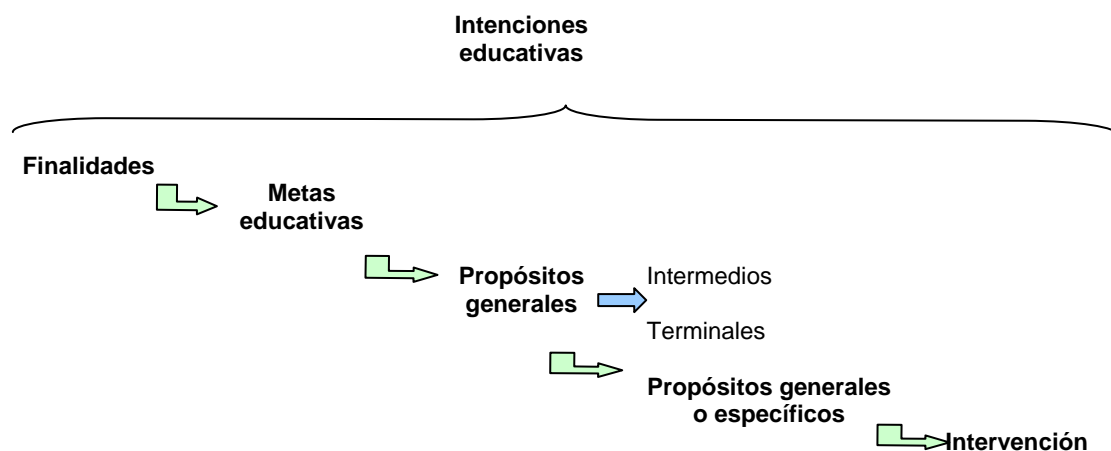 Intenciones
educativas
Finalidades
Metas
educativas
Propósitos
generales
Intermedios
Terminales
Propósitos generales
o específicos
Intervención